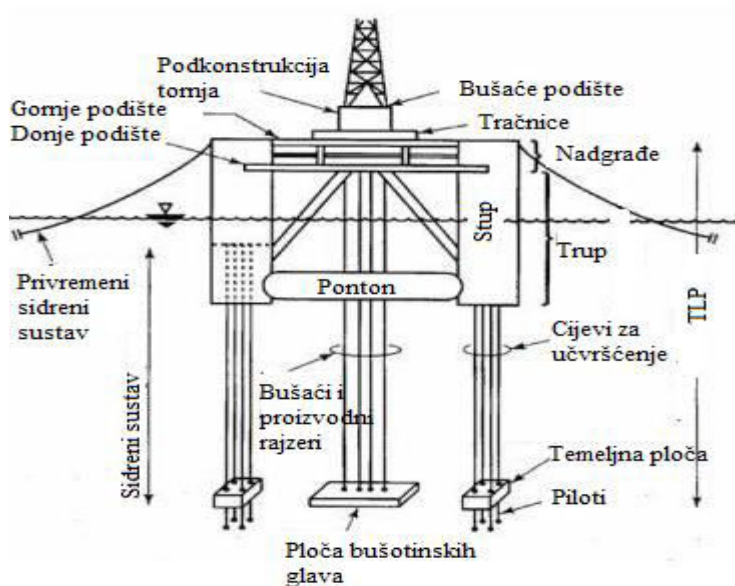 Podkonstrukcija
tornja
Bušaće podište
Gornje podište
Donje podište
Tračnice
Nadgrađe
Stup
Trup
TLP
Privremeni
sidreni
sustav
Ponton
Sidreni sustav
Bušaći i
proizvodni
rajzeri
Cijevi za
učvršćenje
Temeljna ploča
Piloti
Ploča bušotinskih
glava